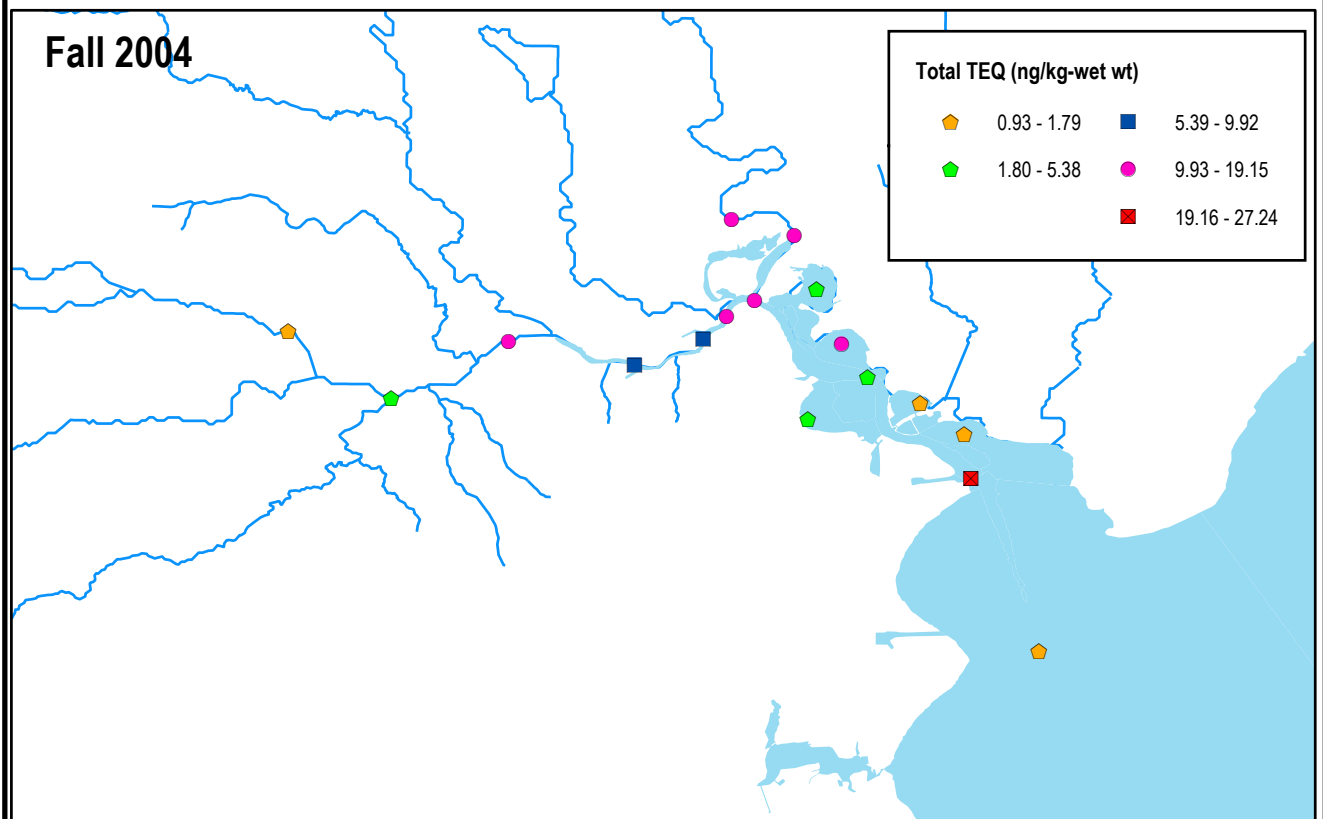 Fall 2004
Total TEQ (ng/kg-wet wt)
0.93 - 1.79
5.39 - 9.92
1.80 - 5.38
9.93 - 19.15
19.16 - 27.24